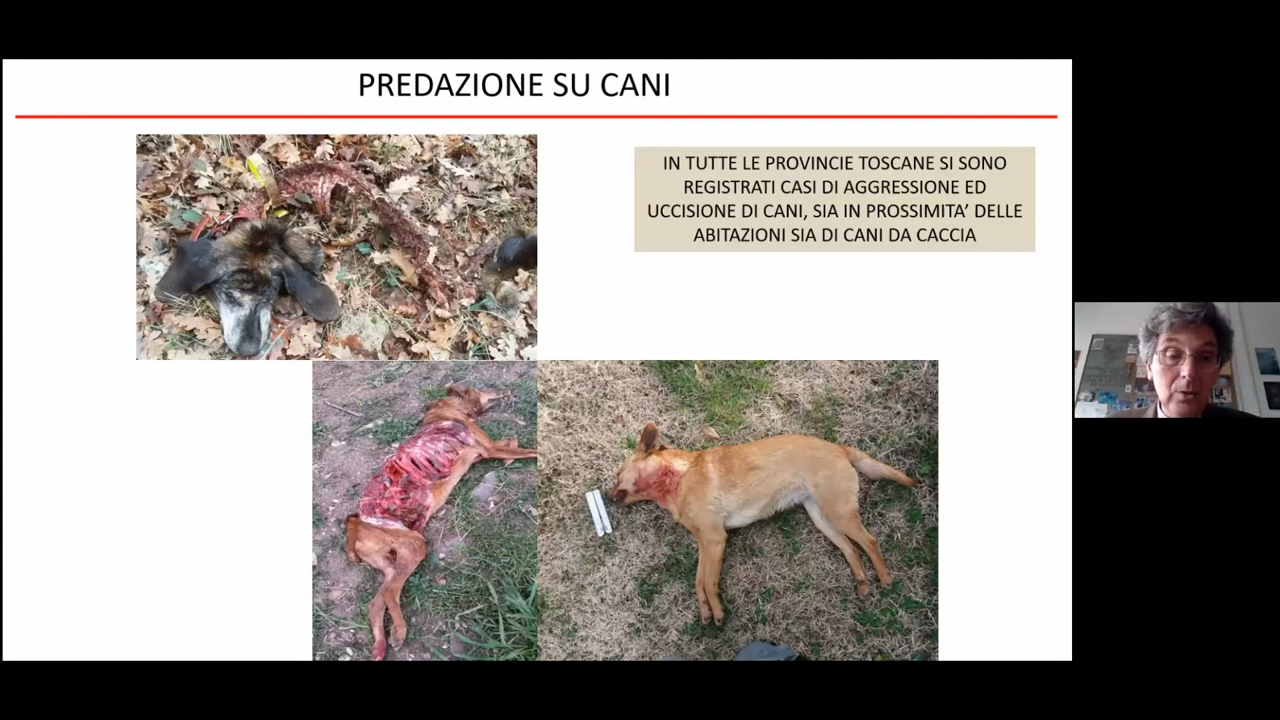 PREDAZIONE SU CANI
IN TUTTE LE PROVINCIE TOSCANE SI SONO
REGISTRATI CASI DI AGGRESSIONE ED
UCCISIONE DI CANI, SIA IN PROSSIMITA’ DELLE
ABITAZIONI SIA DI CANI DA CACCIA